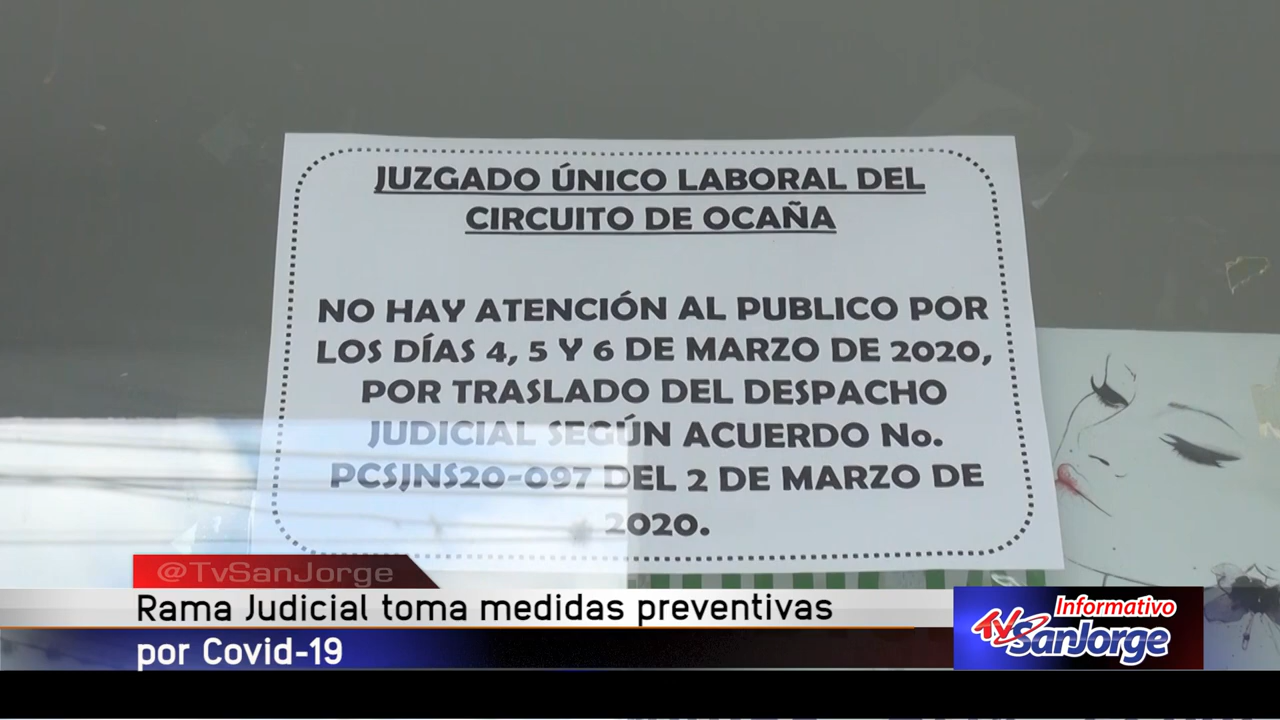 JUZGADO ÚNICO LABORAL DEL
CIRCUITO DE OCAÑA
NO HAY ATENCIÓN AL PUBLICO POR
LOS DÍAS 4, 5 Y 6 DE MARZO DE 2020,
POR TRASLADO DEL DESPACHO
JUDICIAL SEGÚN ACUERDO No.
PCSJNS20-097 DEL 2 DE MARZO DE
2020.
@TvSanJorge
Rama Judicial toma medidas preventivas
por Covid-19
Informativo
TV SanJorge